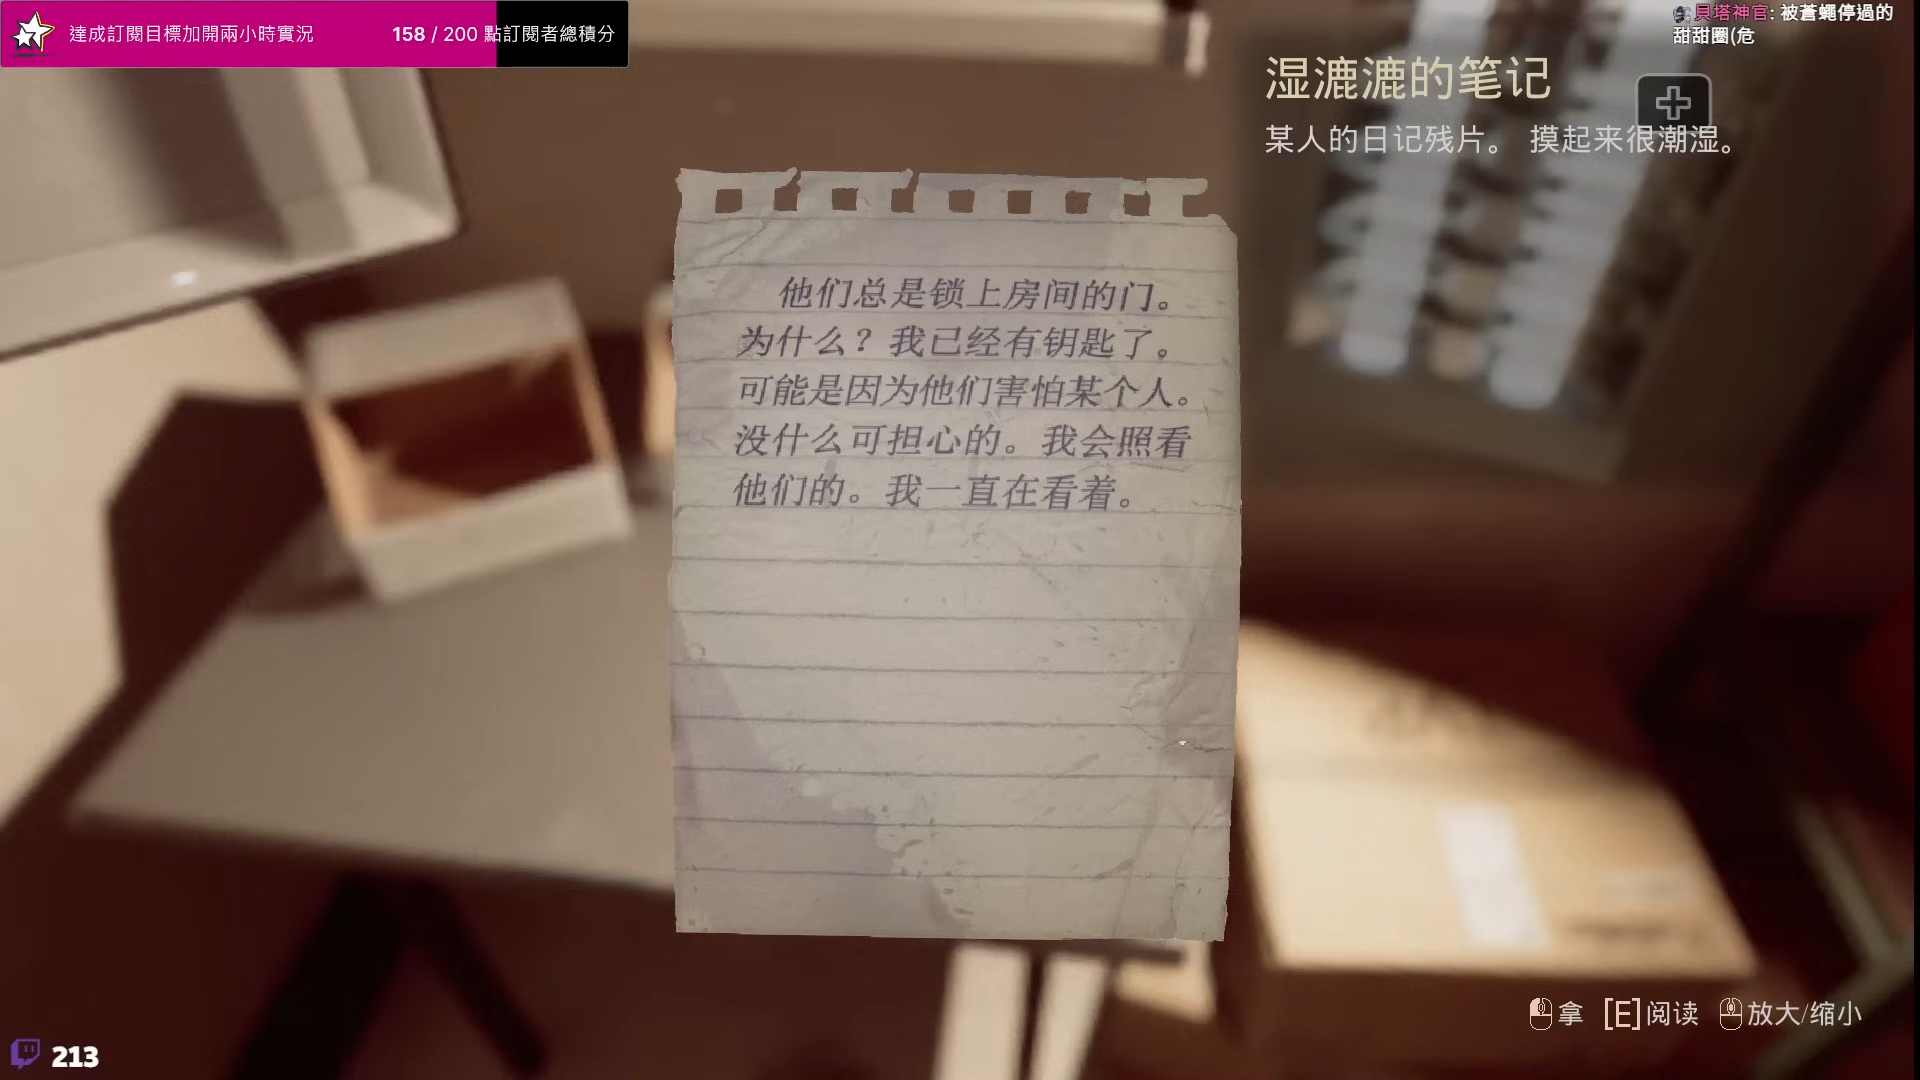 達成訂閱目標加開兩小時實況 158 / 200 點訂閱者總積分
貝塔神官: 被蒼蠅停過的
甜甜圈(危
湿漉漉的笔记
某人的日记残片。 摸起来很潮湿。
他们总是锁上房间的门。
为什么？我已经有钥匙了。
可能是因为他们害怕某个人。
没什么可担心的。我会照看
他们的。我一直在看着。
拿 [E]阅读 放大/缩小
213